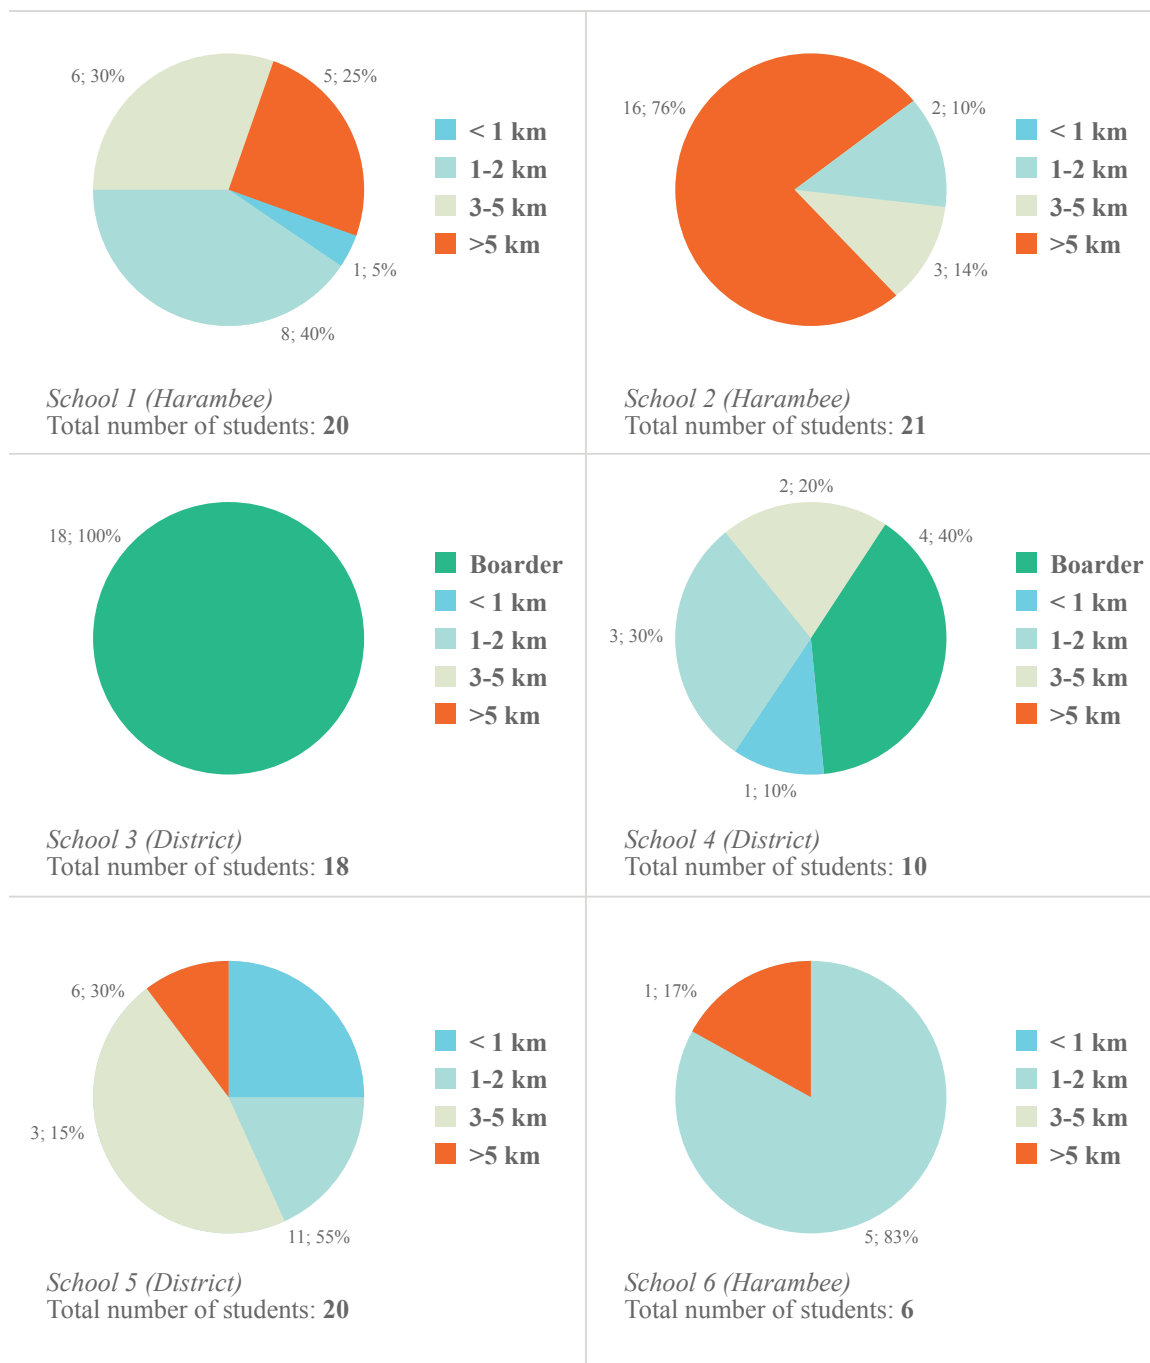 6; 30%
5; 25%
1; 5%
8; 40%
< 1 km
1-2 km
3-5 km
>5 km
School 1 (Harambee)
Total number of students: 20
16; 76%
2; 10%
3; 14%
< 1 km
1-2 km
3-5 km
>5 km
School 2 (Harambee)
Total number of students: 21
18; 100%
Boarder
< 1 km
1-2 km
3-5 km
>5 km
School 3 (District)
Total number of students: 18
2; 20%
4; 40%
3; 30%
1; 10%
Boarder
< 1 km
1-2 km
3-5 km
>5 km
School 4 (District)
Total number of students: 10
6; 30%
3; 15%
11; 55%
< 1 km
1-2 km
3-5 km
>5 km
School 5 (District)
Total number of students: 20
1; 17%
5; 83%
< 1 km
1-2 km
3-5 km
>5 km
School 6 (Harambee)
Total number of students: 6